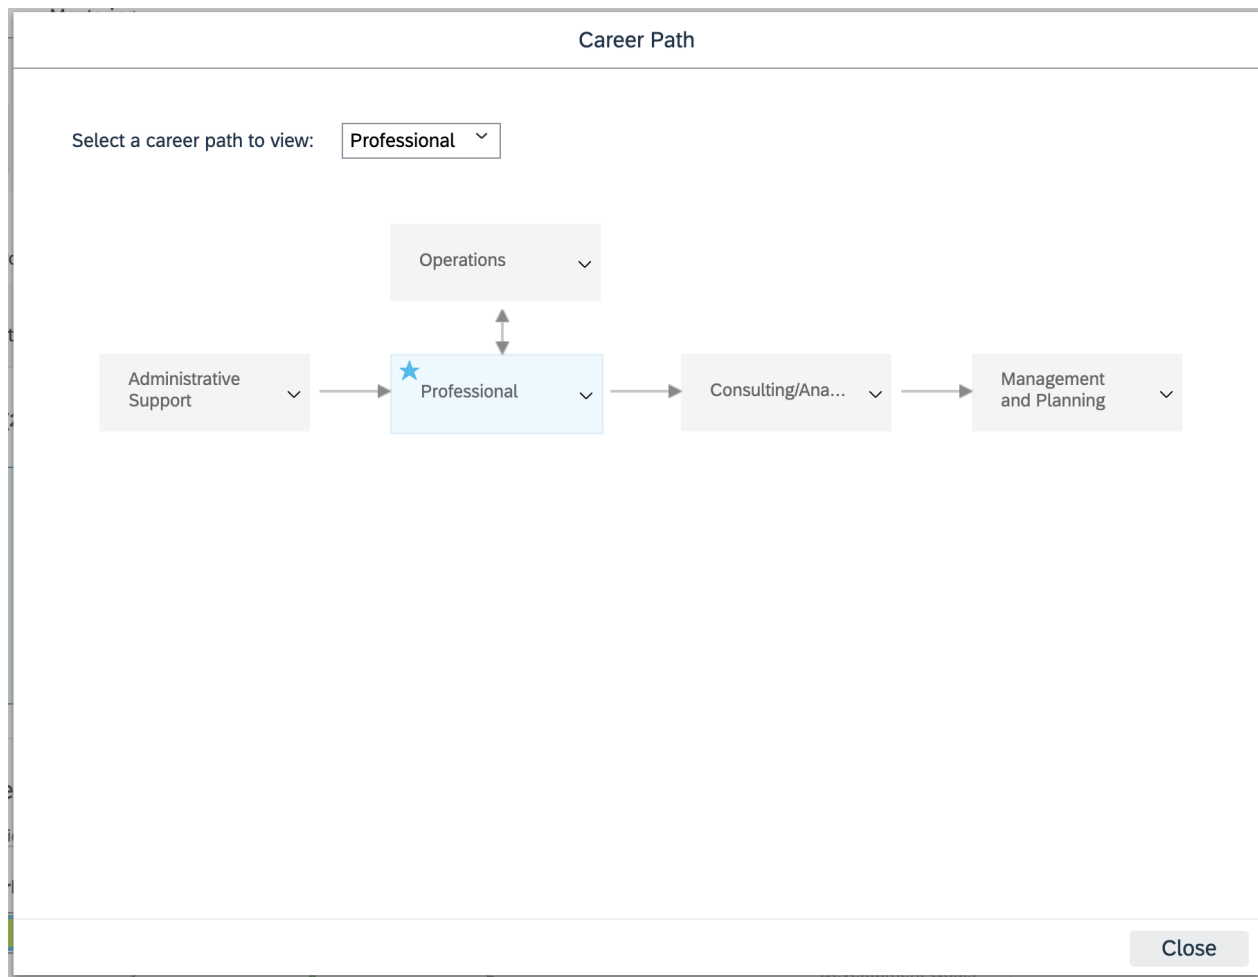 Career Path
Select a career path to view:
Professional
Operations
Administrative
Support
Professional
Consulting/Ana...
Management
and Planning
Close